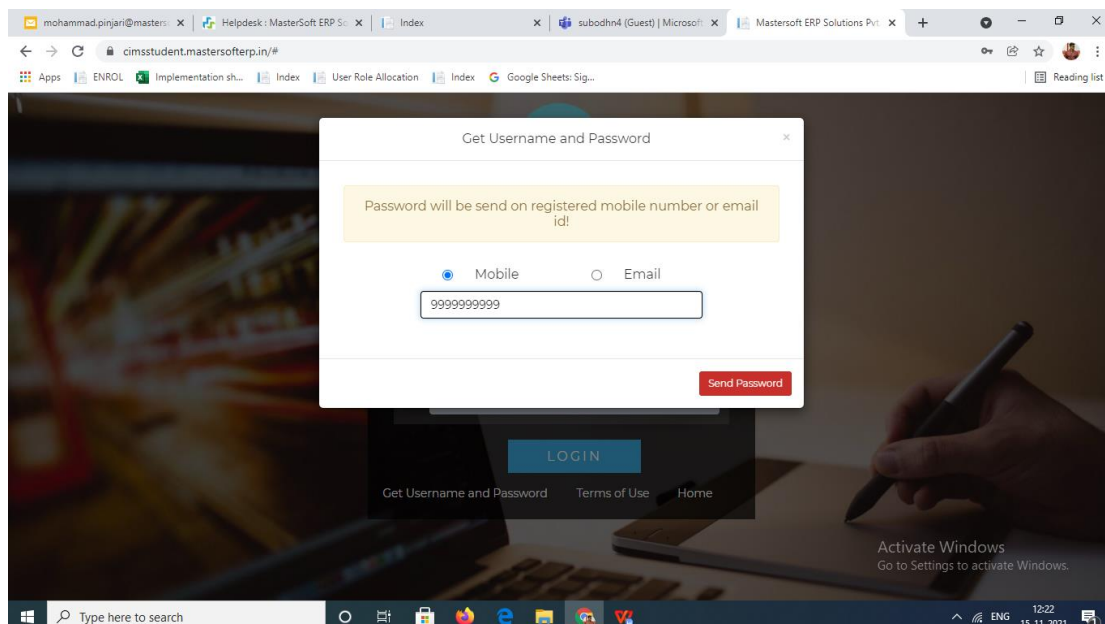 mohammad.pinjari@masters
Helpdesk : MasterSoft ERP So
Index
subodhn4 (Guest) | Microsoft
Mastersoft ERP Solutions Pvt.
cimsstudent.mastersofterp.in/#
Apps
ENROL
Implementation sh...
Index
User Role Allocation
Index
Google Sheets: Sig...
Reading list
Get Username and Password
Password will be send on registered mobile number or email
id!
Mobile
Email
9999999999
Send Password
LOGIN
Get Username and Password
Terms of Use
Home
Activate Windows
Go to Settings to activate Windows.
Type here to search
ENG
12:22
15-11-2021